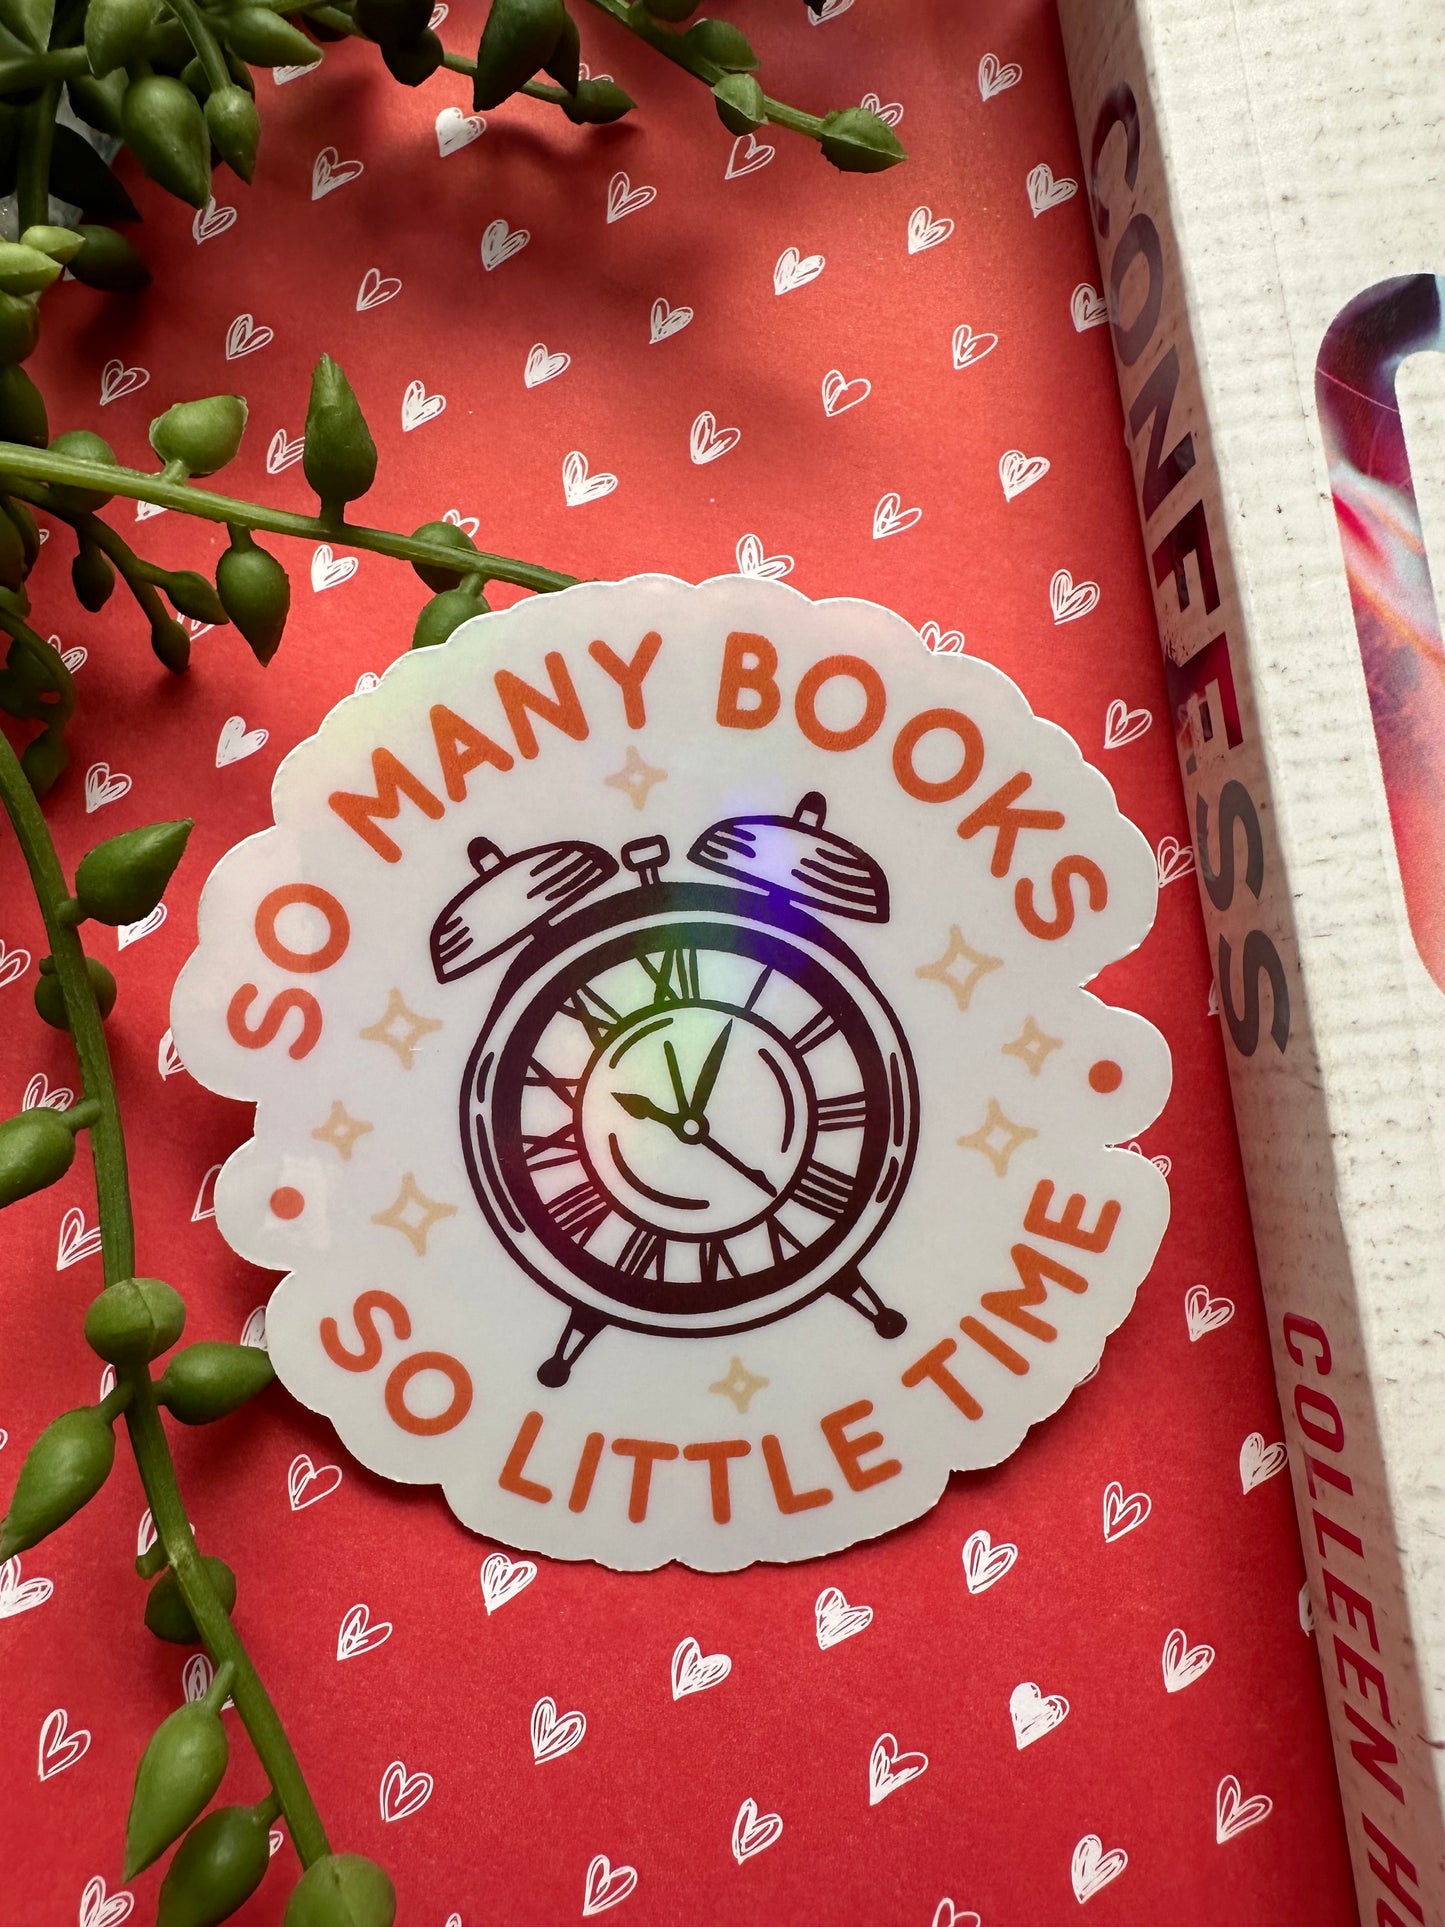 SO MANY BOOKS
SO LITTLE TIME
CONFESS
COLLEEN